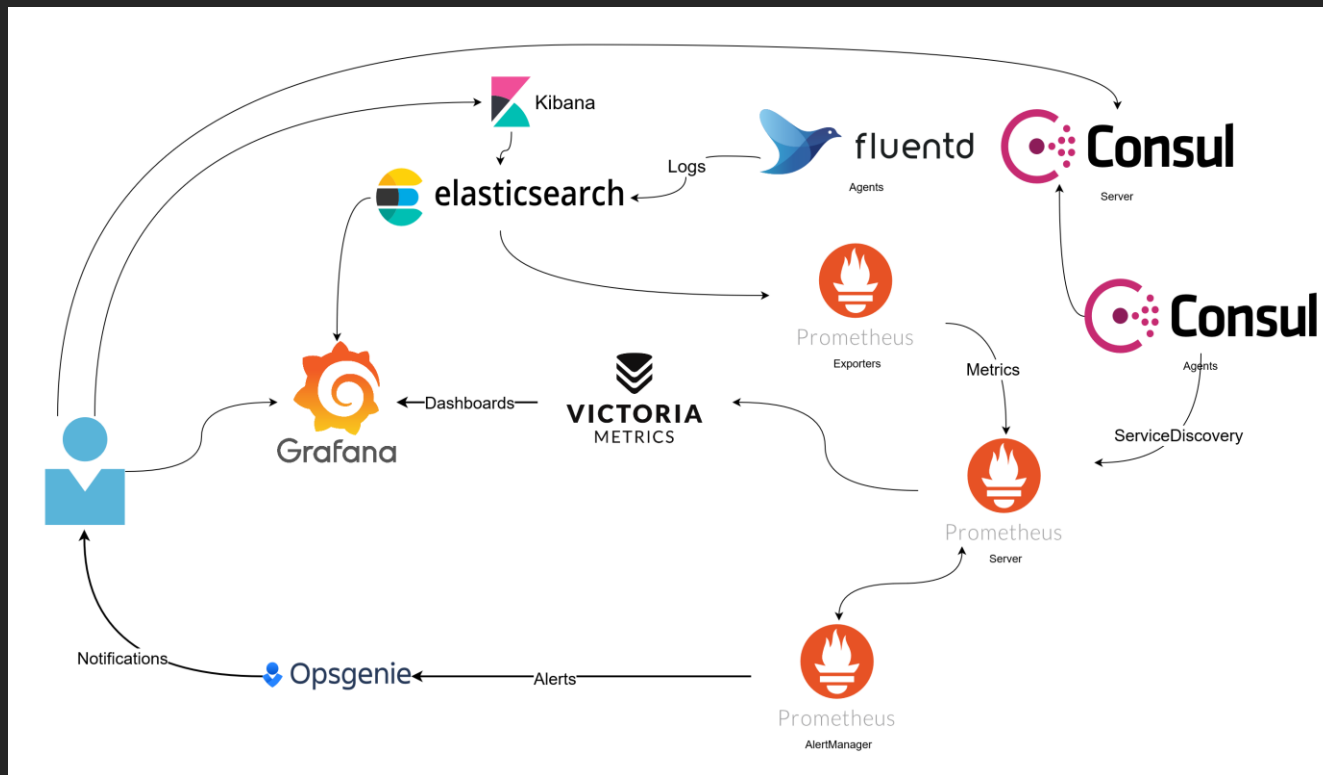 Kibana
elasticsearch
Logs
fluentd
Agents
Consul
Server
Prometheus
Exporters
Consul
Agents
Metrics
ServiceDiscovery
Grafana
Dashboards
VICTORIA
METRICS
Prometheus
Server
Notifications
Opsgenie
Alerts
Prometheus
AlertManager